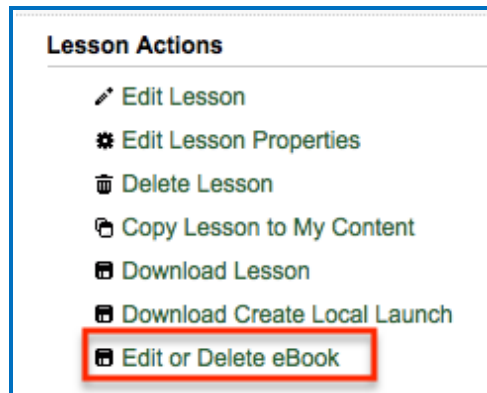 Lesson Actions
Edit Lesson
Edit Lesson Properties
Delete Lesson
Copy Lesson to My Content
Download Lesson
Download Create Local Launch
Edit or Delete eBook